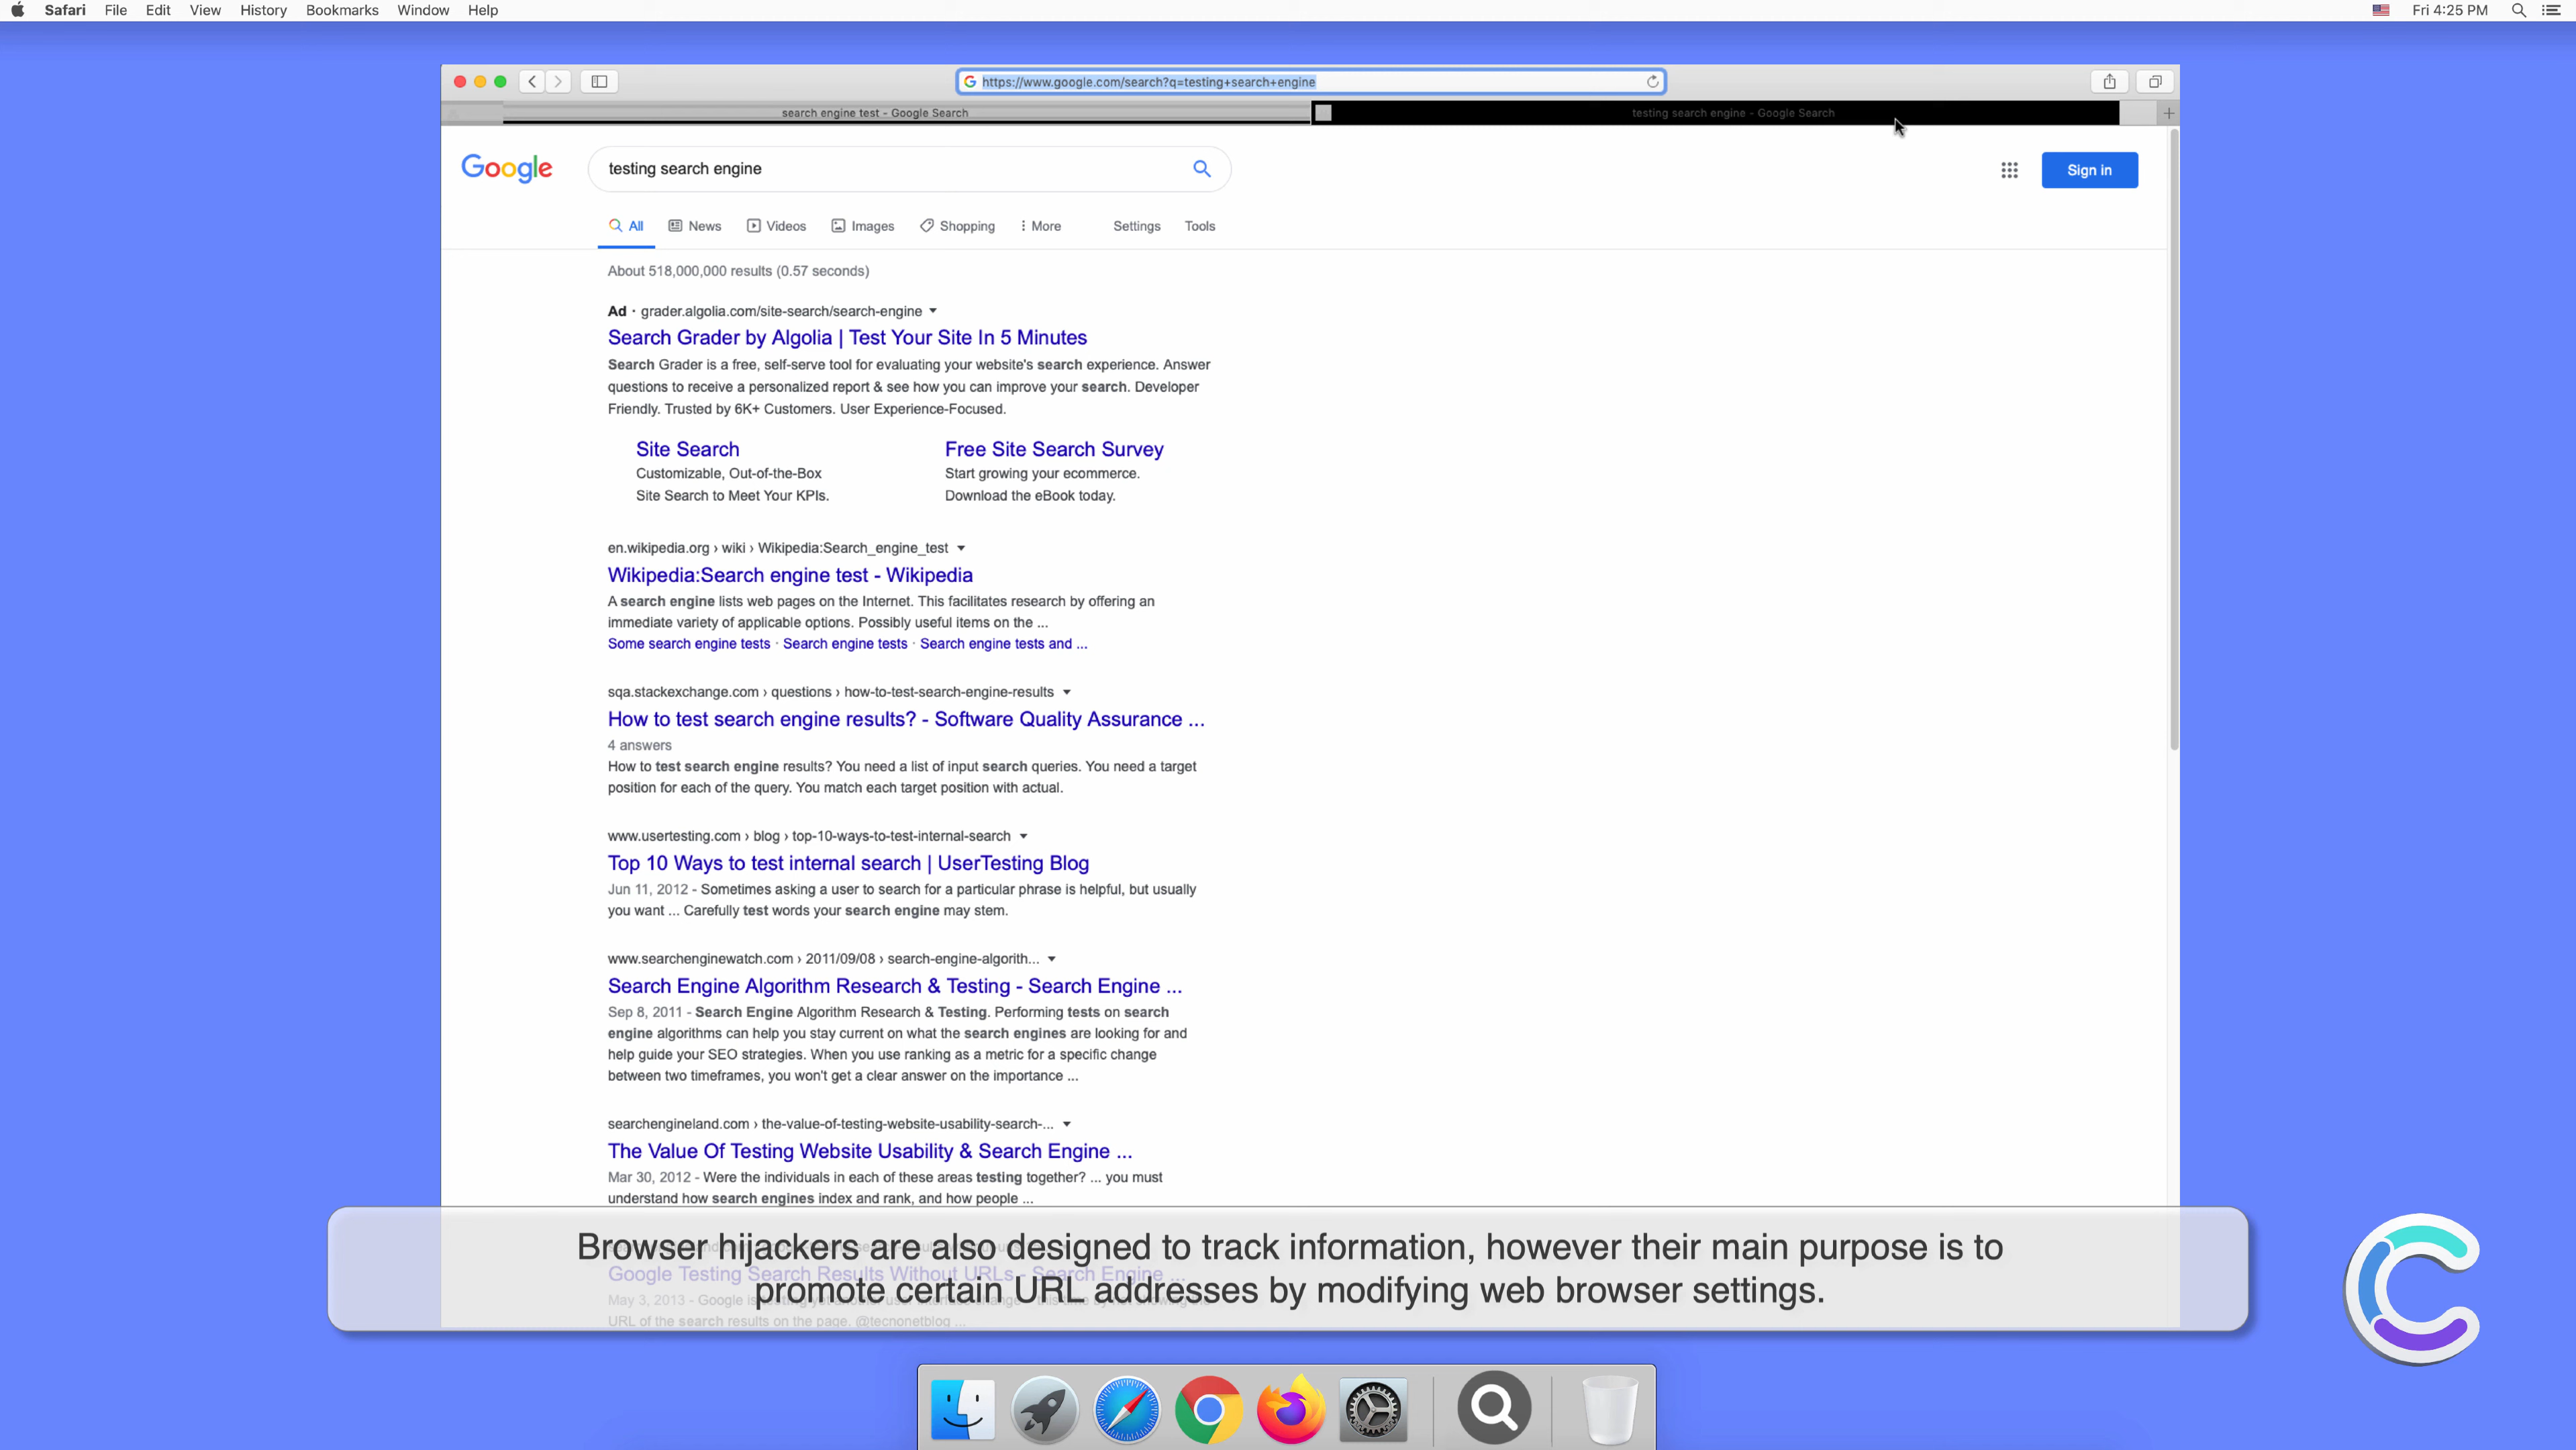 Safari File Edit View History Bookmarks Window Help
Fri 4:25 PM
https://www.google.com/search?q=testing+search+engine
search engine test - Google Search
testing search engine - Google Search
Google
testing search engine
Sign in
All News Videos Images Shopping More Settings Tools
About 518,000,000 results (0.57 seconds)
Ad · grader.algolia.com/site-search/search-engine
Search Grader by Algolia | Test Your Site In 5 Minutes
Search Grader is a free, self-serve tool for evaluating your website's search experience. Answer
questions to receive a personalized report & see how you can improve your search. Developer
Friendly. Trusted by 6K+ Customers. User Experience-Focused.
Site Search
Customizable, Out-of-the-Box
Site Search to Meet Your KPIs.
Free Site Search Survey
Start growing your ecommerce.
Download the eBook today.
en.wikipedia.org › wiki › Wikipedia:Search_engine_test
Wikipedia:Search engine test - Wikipedia
A search engine lists web pages on the Internet. This facilitates research by offering an
immediate variety of applicable options. Possibly useful items on the ...
Some search engine tests · Search engine tests · Search engine tests and ...
sqa.stackexchange.com › questions › how-to-test-search-engine-results
How to test search engine results? - Software Quality Assurance ...
4 answers
How to test search engine results? You need a list of input search queries. You need a target
position for each of the query. You match each target position with actual.
www.usertesting.com › blog › top-10-ways-to-test-internal-search
Top 10 Ways to test internal search | UserTesting Blog
Jun 11, 2012 - Sometimes asking a user to search for a particular phrase is helpful, but usually
you want ... Carefully test words your search engine may stem.
www.searchenginewatch.com › 2011/09/08 › search-engine-algorith...
Search Engine Algorithm Research & Testing - Search Engine ...
Sep 8, 2011 - Search Engine Algorithm Research & Testing. Performing tests on search
engine algorithms can help you stay current on what the search engines are looking for and
help guide your SEO strategies. When you use ranking as a metric for a specific change
between two timeframes, you won't get a clear answer on the importance ...
searchengineland.com › the-value-of-testing-website-usability-search-...
The Value Of Testing Website Usability & Search Engine ...
Mar 30, 2012 - Were the individuals in each of these areas testing together? ... you must
understand how search engines index and rank, and how people ...
Browser hijackers are also designed to track information, however their main purpose is to
promote certain URL addresses by modifying web browser settings.
Google Testing Search Results Without URLs - Search Engine ...
May 3, 2013 - Google is
URL of the search results on the page. @tecnonetblog ...